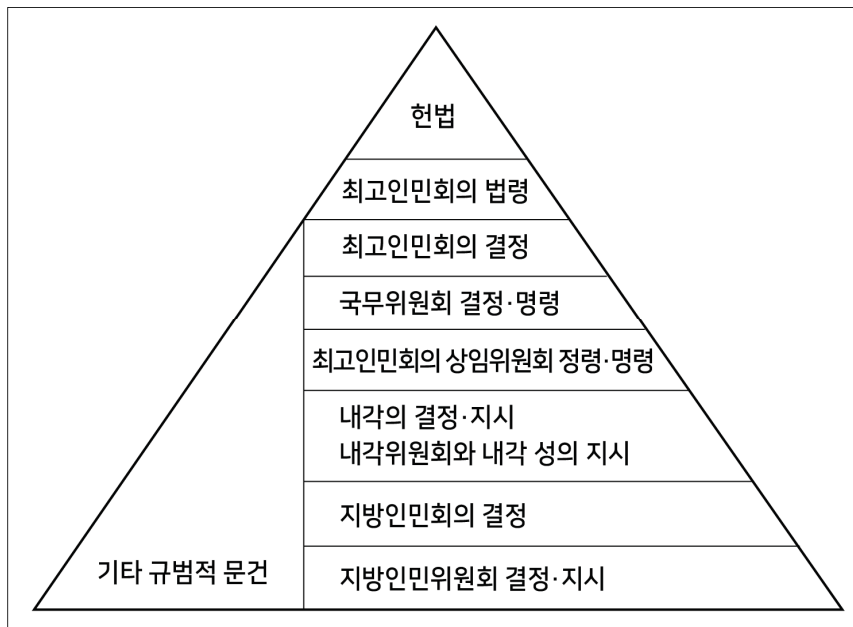 헌법
최고인민회의 법령
최고인민회의 결정
국무위원회 결정·명령
최고인민회의 상임위원회 정령·명령
내각의 결정·지시
내각위원회와 내각 성의 지시
지방인민회의 결정
기타 규범적 문건
지방인민위원회 결정·지시